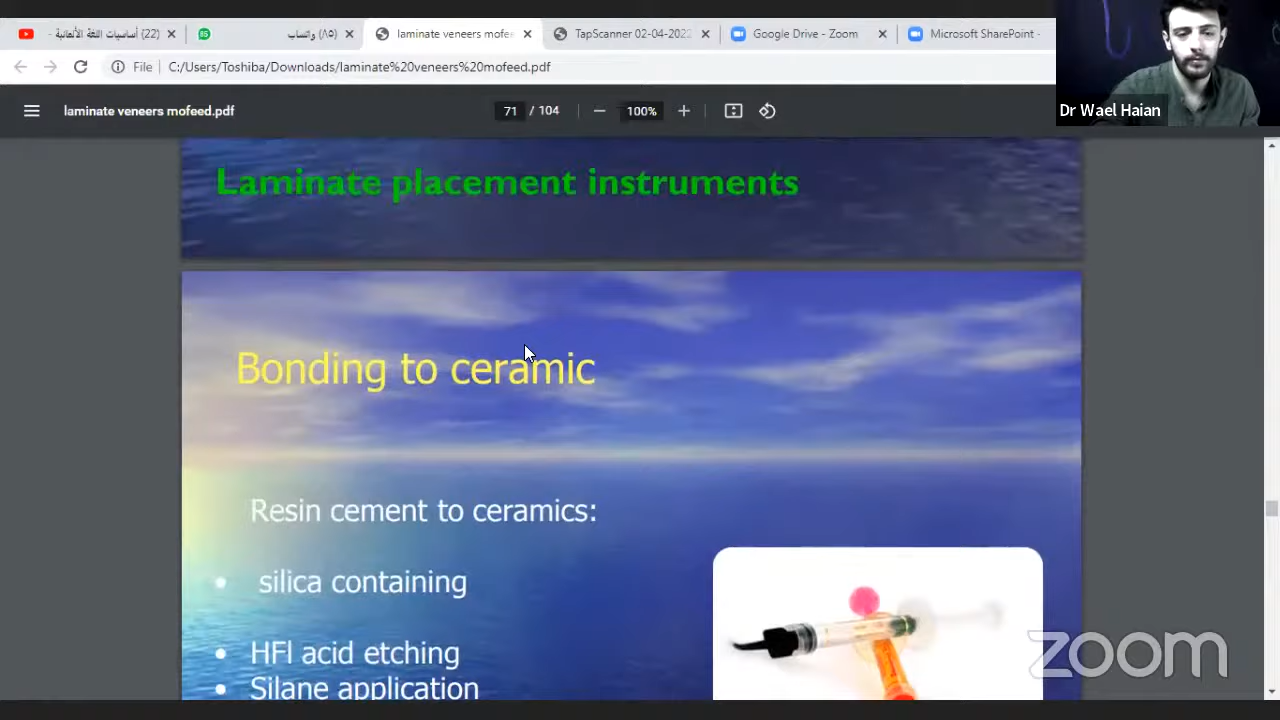 (22) أساسيات اللغة الألمانية -
(٨٥) واتساب
laminate veneers mofe
TapScanner 02-04-2022
Google Drive - Zoom
Microsoft SharePoint -
File
C:/Users/Toshiba/Downloads/laminate%20veneers%20mofeed.pdf
laminate veneers mofeed.pdf
71 / 104
100%
Dr Wael Haian
Laminate placement instruments
Bonding to ceramic
Resin cement to ceramics:
• silica containing
• HFl acid etching
• Silane application
zoom